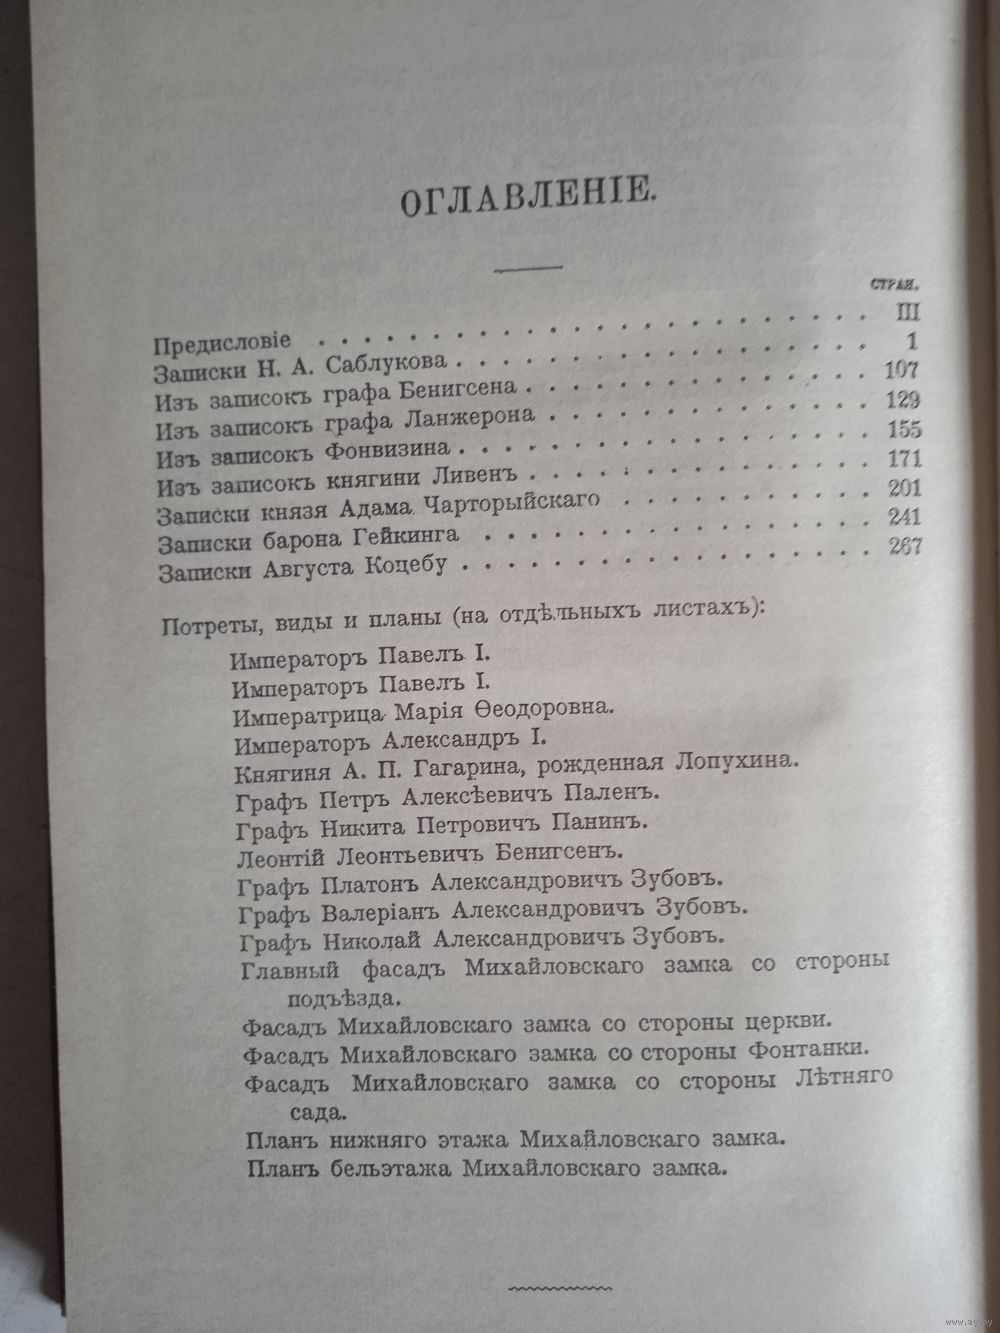 ОГЛАВЛЕНІЕ.
СТРАН.
Предисловіе . . . . . . . . . . . . . . . . . . . . . . . . III
Записки Н. А. Саблукова . . . . . . . . . . . . . . . . . . 1
Изъ записокъ графа Бенигсена . . . . . . . . . . . . . . . 107
Изъ записокъ графа Ланжерона . . . . . . . . . . . . . . 129
Изъ записокъ Фонвизина . . . . . . . . . . . . . . . . . . 155
Изъ записокъ княгини Ливенъ . . . . . . . . . . . . . . . 171
Записки князя Адама Чарторыйскаго . . . . . . . . . . . 201
Записки барона Гейкинга . . . . . . . . . . . . . . . . . 241
Записки Августа Коцебу . . . . . . . . . . . . . . . . . . 267
Потреты, виды и планы (на отдѣльныхъ листахъ):
Императоръ Павелъ I.
Императоръ Павелъ I.
Императрица Марія Ѳеодоровна.
Императоръ Александръ I.
Княгиня А. П. Гагарина, рожденная Лопухина.
Графъ Петръ Алексѣевичъ Паленъ.
Графъ Никита Петровичъ Панинъ.
Леонтій Леонтьевичъ Бенигсенъ.
Графъ Платонъ Александровичъ Зубовъ.
Графъ Валеріанъ Александровичъ Зубовъ.
Графъ Николай Александровичъ Зубовъ.
Главный фасадъ Михайловскаго замка со стороны
подъѣзда.
Фасадъ Михайловскаго замка со стороны церкви.
Фасадъ Михайловскаго замка со стороны Фонтанки.
Фасадъ Михайловскаго замка со стороны Лѣтняго
сада.
Планъ нижняго этажа Михайловскаго замка.
Планъ бельэтажа Михайловскаго замка.
www.ay.by